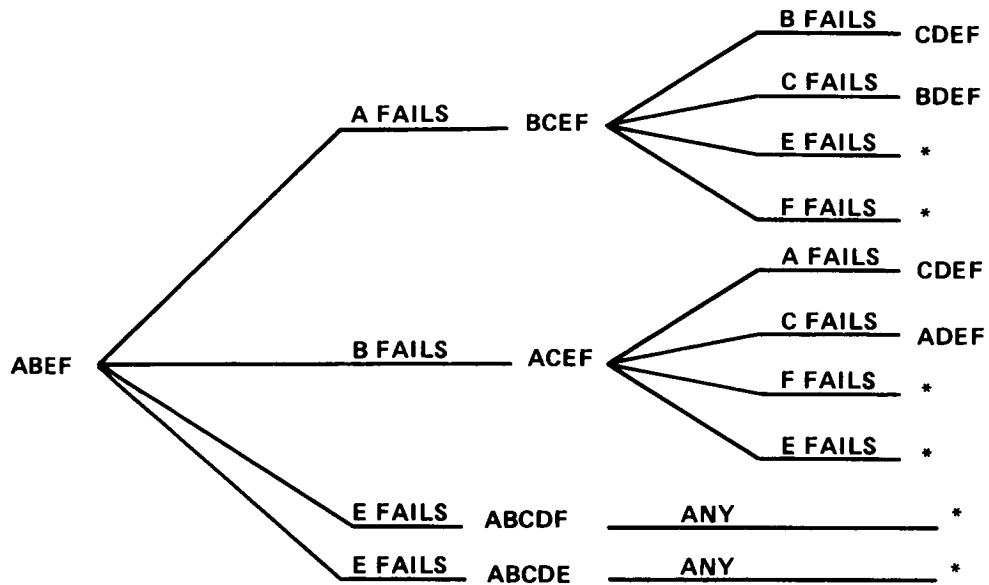 B FAILS CDEF
C FAILS BDEF
A FAILS BCEF
E FAILS *
F FAILS *
A FAILS CDEF
C FAILS ADEF
ABEF B FAILS ACEF
F FAILS *
E FAILS *
E FAILS ABCDF ANY *
E FAILS ABCDE ANY *